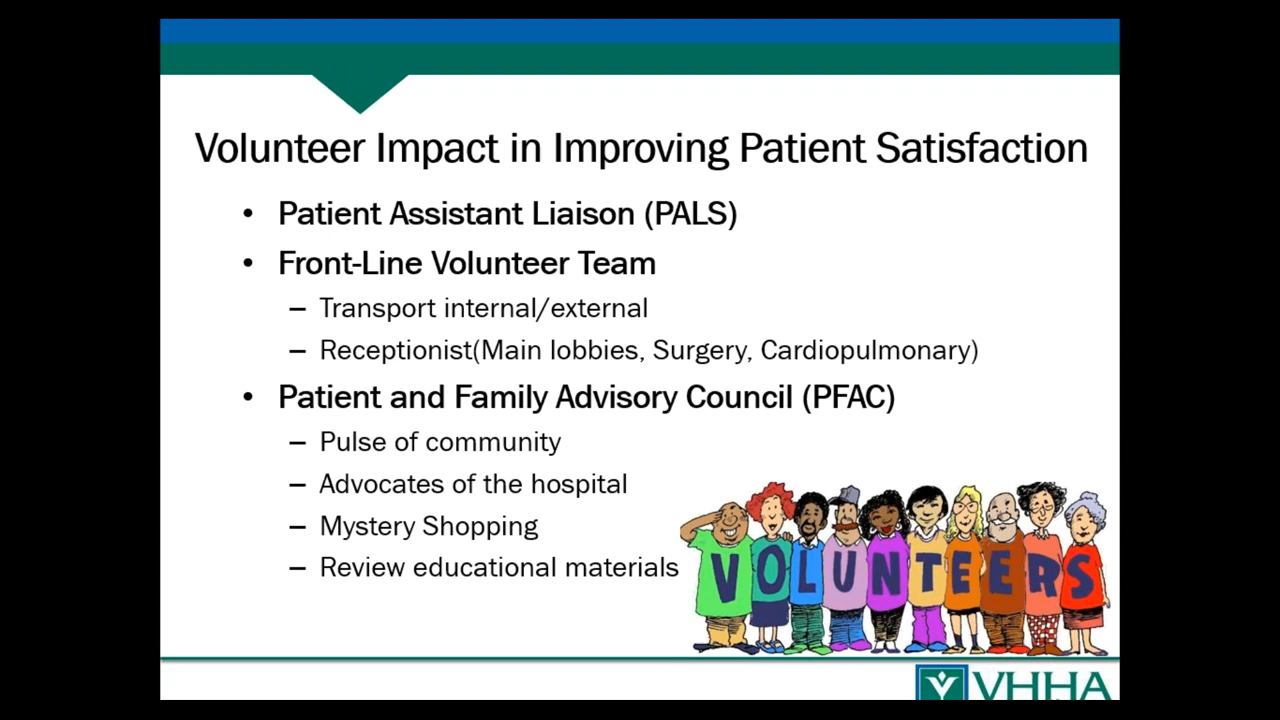 Volunteer Impact in Improving Patient Satisfaction
• Patient Assistant Liaison (PALS)
• Front-Line Volunteer Team
– Transport internal/external
– Receptionist(Main lobbies, Surgery, Cardiopulmonary)
• Patient and Family Advisory Council (PFAC)
– Pulse of community
– Advocates of the hospital
– Mystery Shopping
– Review educational materials
VOLUNTEERS
VHHA